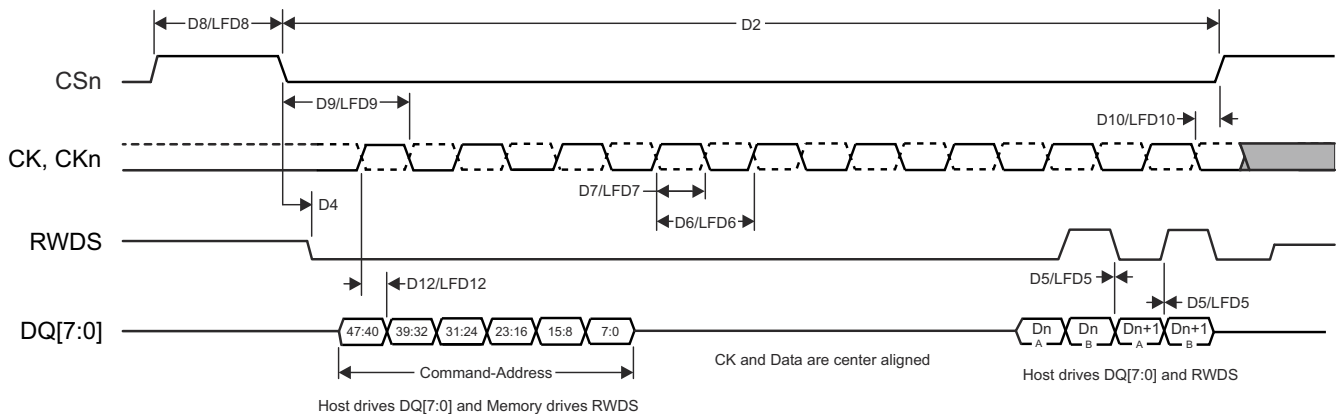 D8/LFD8
D2
CSn
D9/LFD9
D10/LFD10
CK, CKn
D7/LFD7
D4
D6/LFD6
RWDS
D12/LFD12
D5/LFD5
D5/LFD5
DQ[7:0]
47:40 39:32 31:24 23:16 15:8 7:0
Dn A Dn B Dn+1 A Dn+1 B
Command-Address
CK and Data are center aligned
Host drives DQ[7:0] and RWDS
Host drives DQ[7:0] and Memory drives RWDS